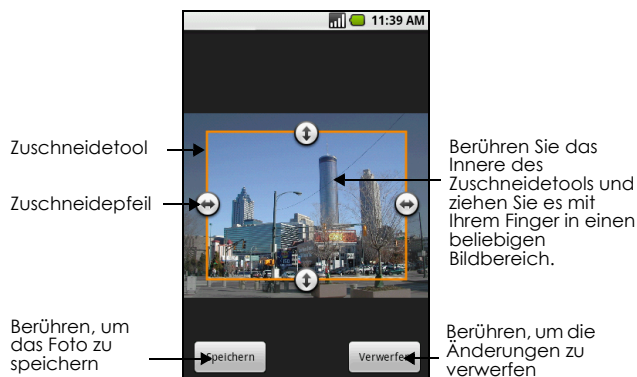 11:39 AM
Zuschneidetool
Zuschneidepfeil
Berühren Sie das
Innere des
Zuschneidetools und
ziehen Sie es mit
Ihrem Finger in einen
beliebigen
Bildbereich.
Berühren, um
das Foto zu
speichern
Speichern
Verwerfen
Berühren, um die
Änderungen zu
verwerfen